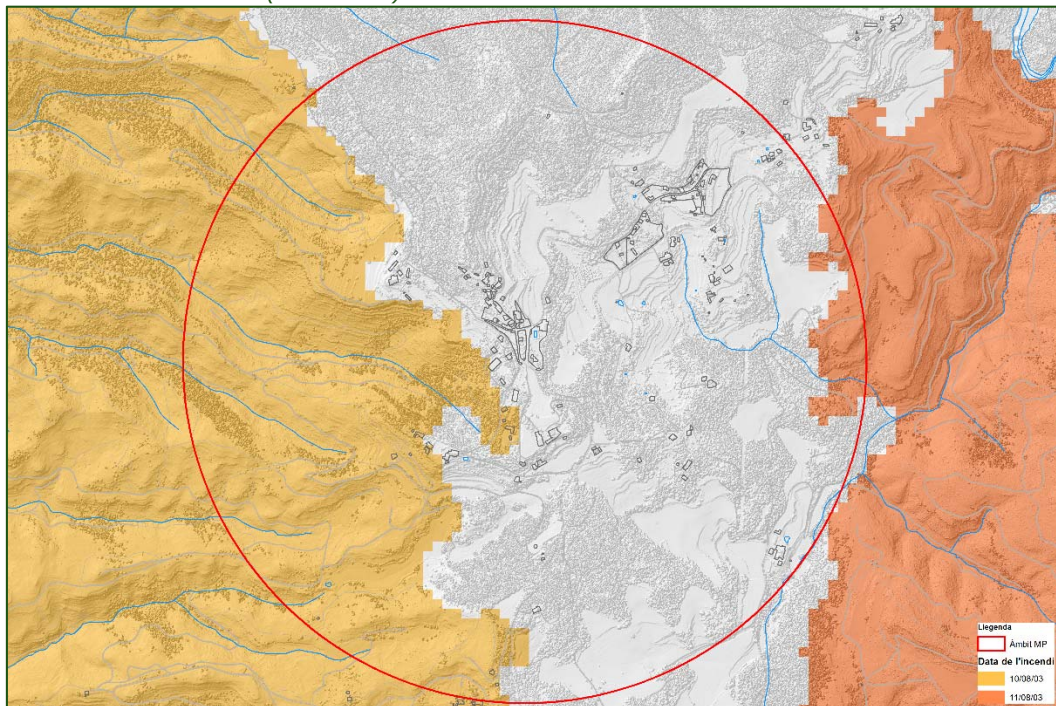 Llegenda
Àmbit MP
Data de l'incendi
10/08/03
11/08/03